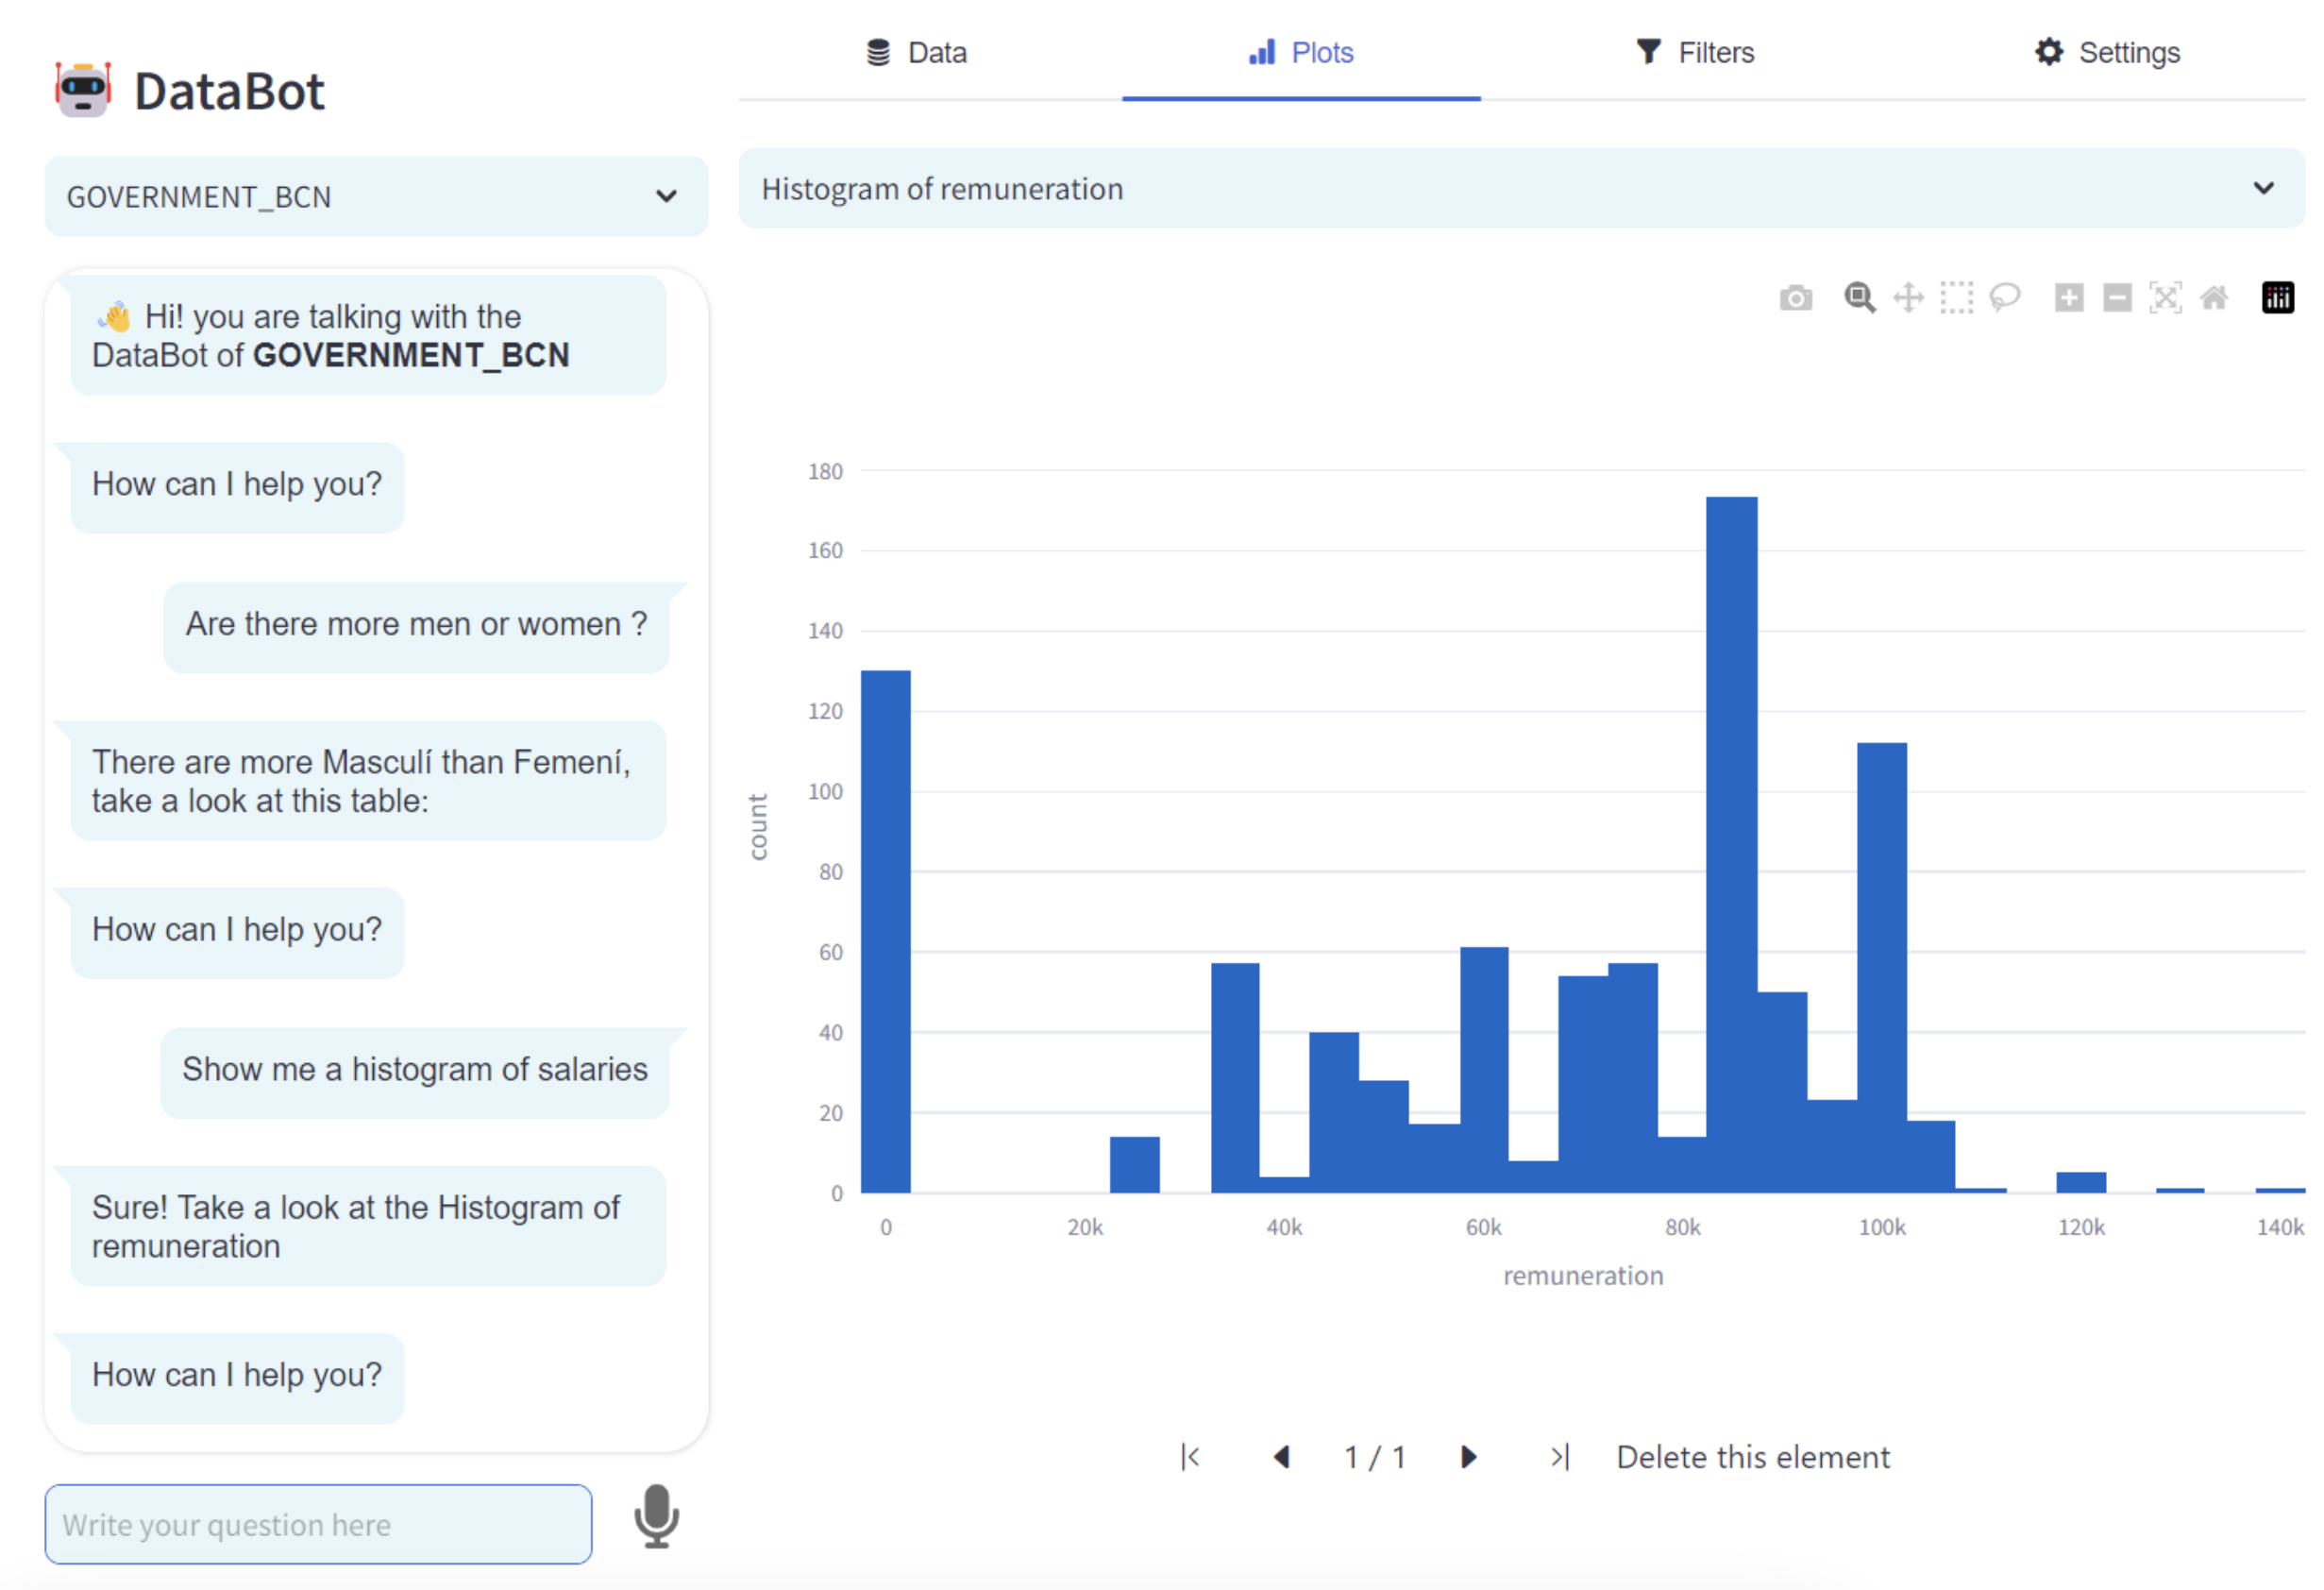 DataBot
GOVERNMENT_BCN
Hi! you are talking with the
DataBot of GOVERNMENT_BCN
How can I help you?
Are there more men or women ?
There are more Masculí than Femení,
take a look at this table:
How can I help you?
Show me a histogram of salaries
Sure! Take a look at the Histogram of
remuneration
How can I help you?
Write your question here
Data
Plots
Filters
Settings
Histogram of remuneration
180
160
140
120
100
80
60
40
20
0
count
0
20k
40k
60k
80k
100k
120k
140k
remuneration
|< 1 / 1 >| Delete this element